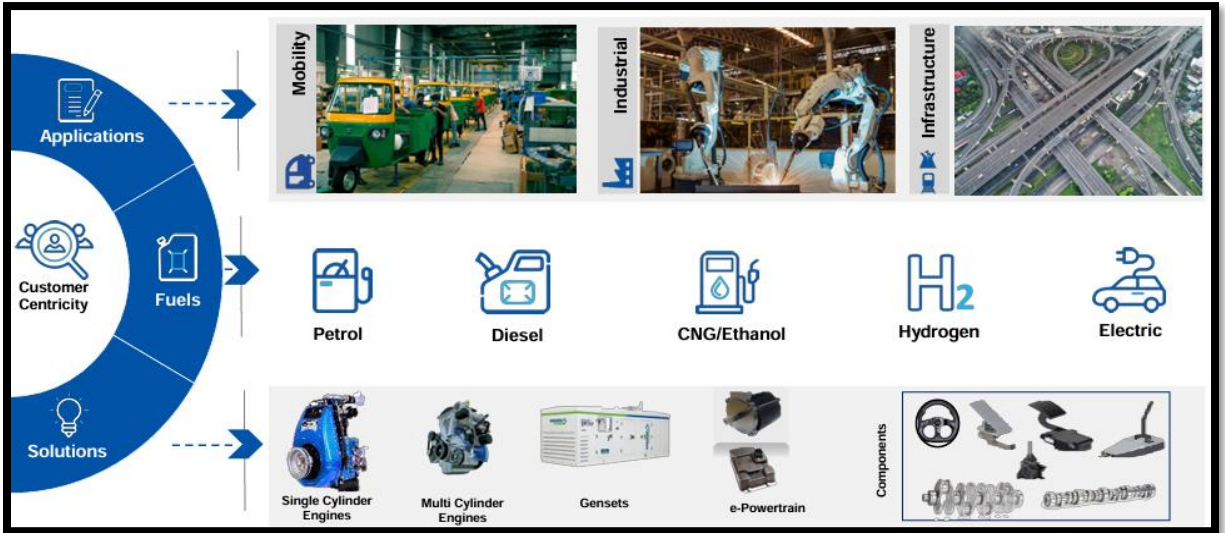 Applications
Mobility
Industrial
Infrastructure
Customer
Centricity
Fuels
Petrol
Diesel
CNG/Ethanol
H2
Hydrogen
Electric
Solutions
Single Cylinder
Engines
Multi Cylinder
Engines
Gensets
e-Powertrain
Components